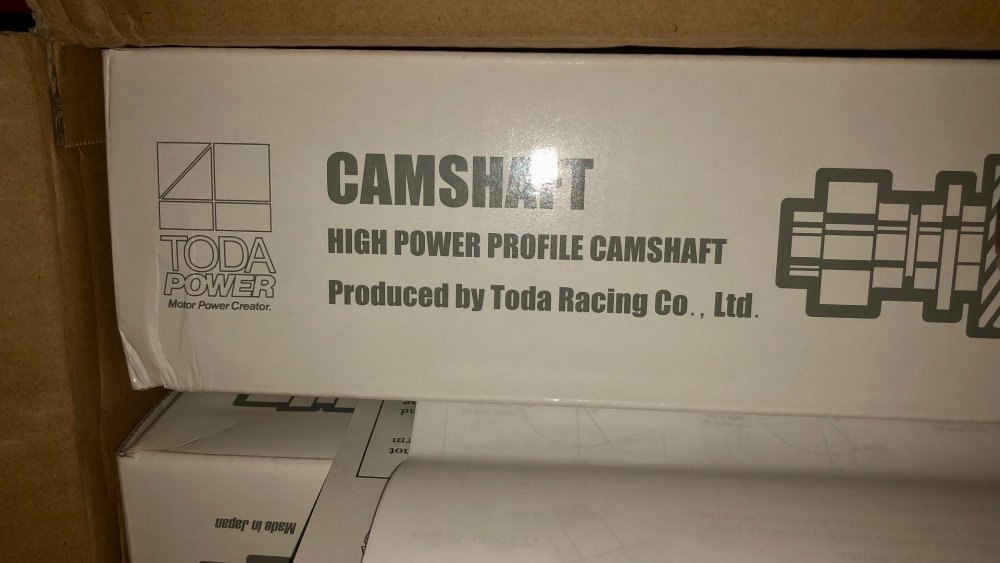 TODA
POWER
Motor Power Creator.
CAMSHAFT
HIGH POWER PROFILE CAMSHAFT
Produced by Toda Racing Co., Ltd.
Made in Japan